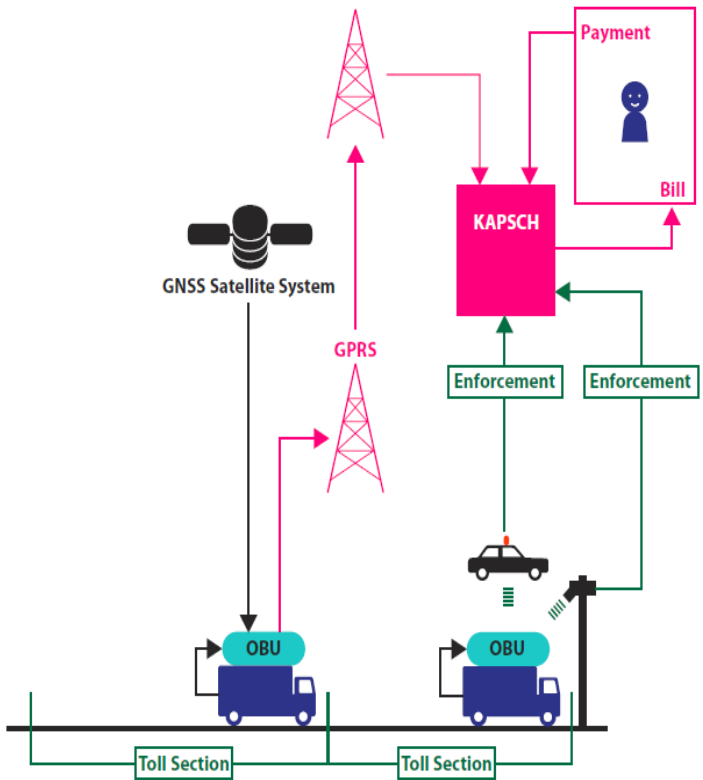 Payment
Bill
KAPSCH
GNSS Satellite System
GPRS
Enforcement
Enforcement
OBU
OBU
Toll Section
Toll Section